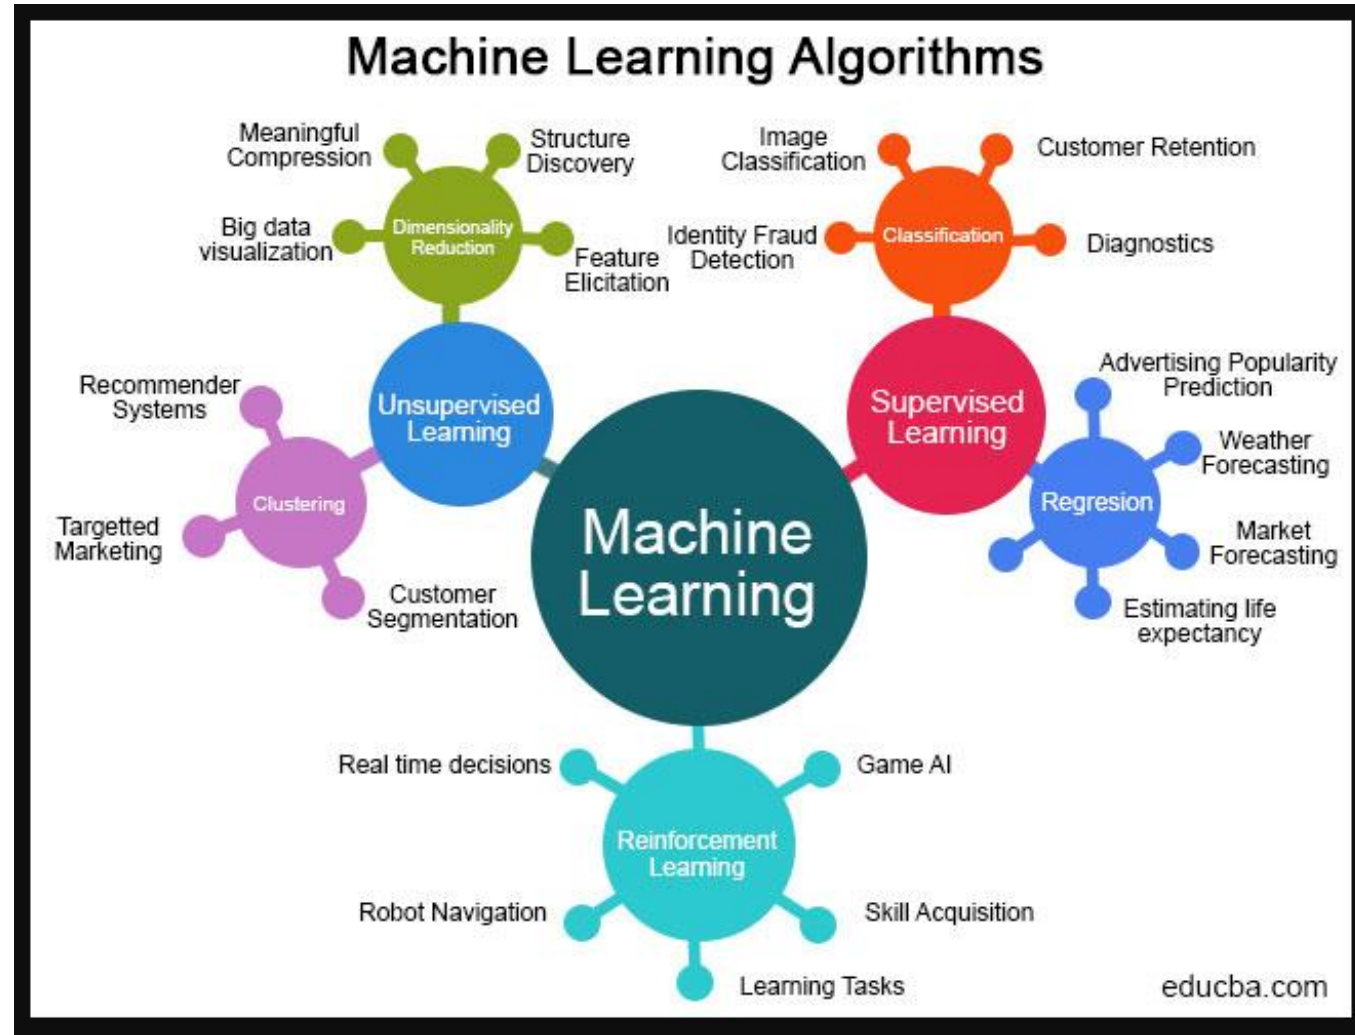 Machine Learning Algorithms
Meaningful
Compression
Structure
Discovery
Big data
visualization
Dimensionality
Reduction
Feature
Elicitation
Image
Classification
Customer Retention
Identity Fraud
Detection
Classification
Diagnostics
Unsupervised
Learning
Supervised
Learning
Recommender
Systems
Clustering
Targetted
Marketing
Customer
Segmentation
Advertising Popularity
Prediction
Weather
Forecasting
Regresion
Market
Forecasting
Estimating life
expectancy
Machine
Learning
Real time decisions
Game AI
Reinforcement
Learning
Robot Navigation
Skill Acquisition
Learning Tasks
educba.com